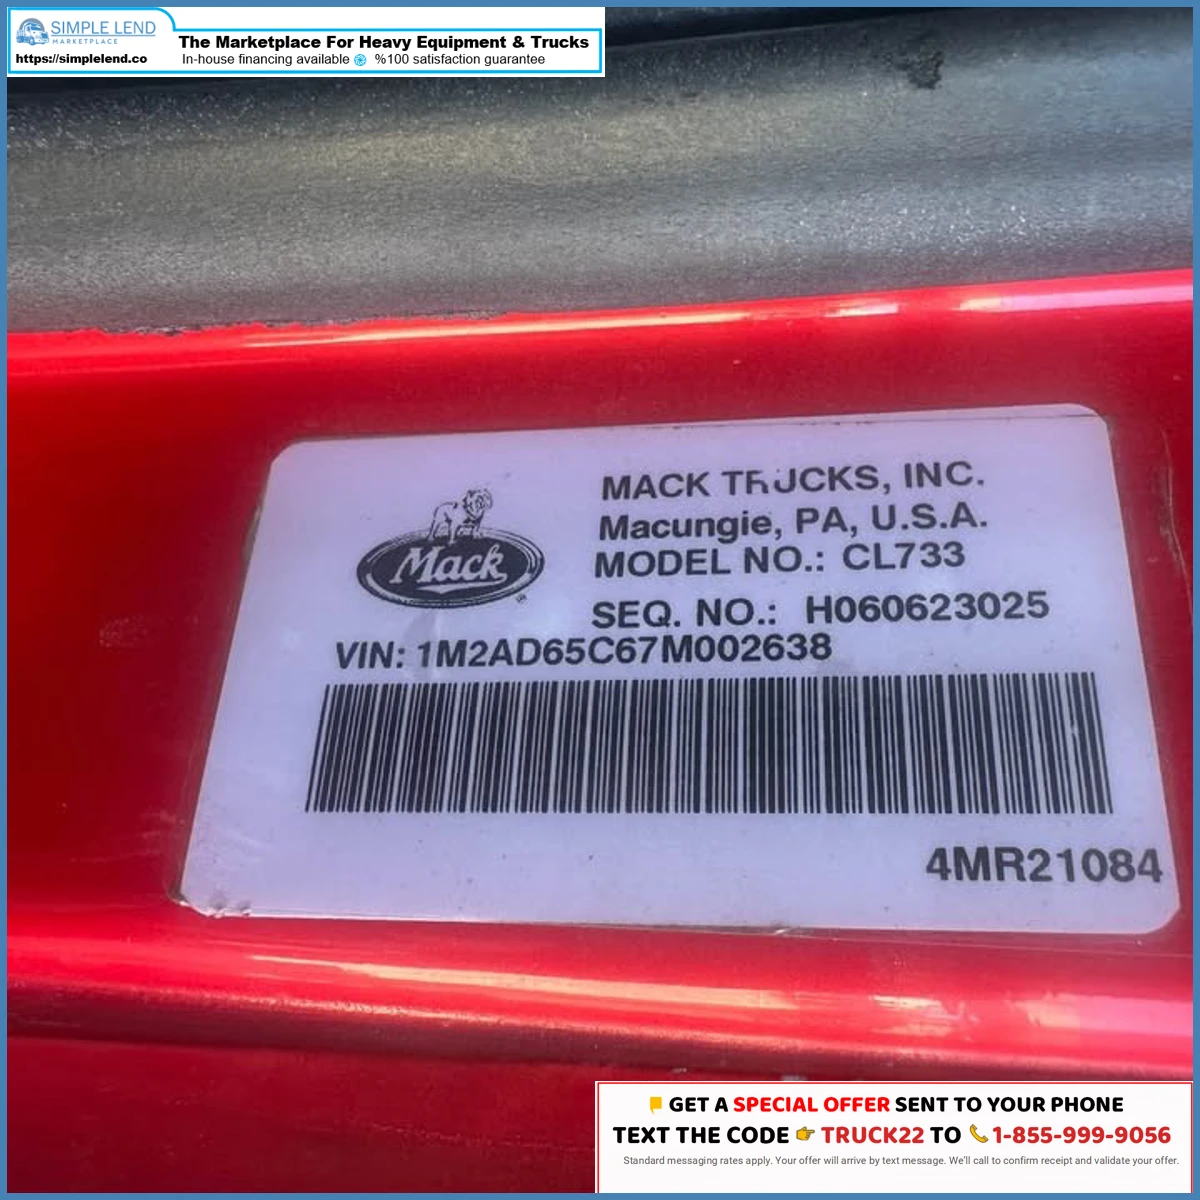 SIMPLE LEND
MARKETPLACE
https://simplelend.co
The Marketplace For Heavy Equipment & Trucks
In-house financing available %100 satisfaction guarantee
MACK TRUCKS, INC.
Macungie, PA, U.S.A.
MODEL NO.: CL733
Mack
®
SEQ. NO.: H060623025
VIN: 1M2AD65C67M002638
4MR21084
GET A SPECIAL OFFER SENT TO YOUR PHONE
TEXT THE CODE 👉 TRUCK22 TO 📞 1-855-999-9056
Standard messaging rates apply. Your offer will arrive by text message. We'll call to confirm receipt and validate your offer.